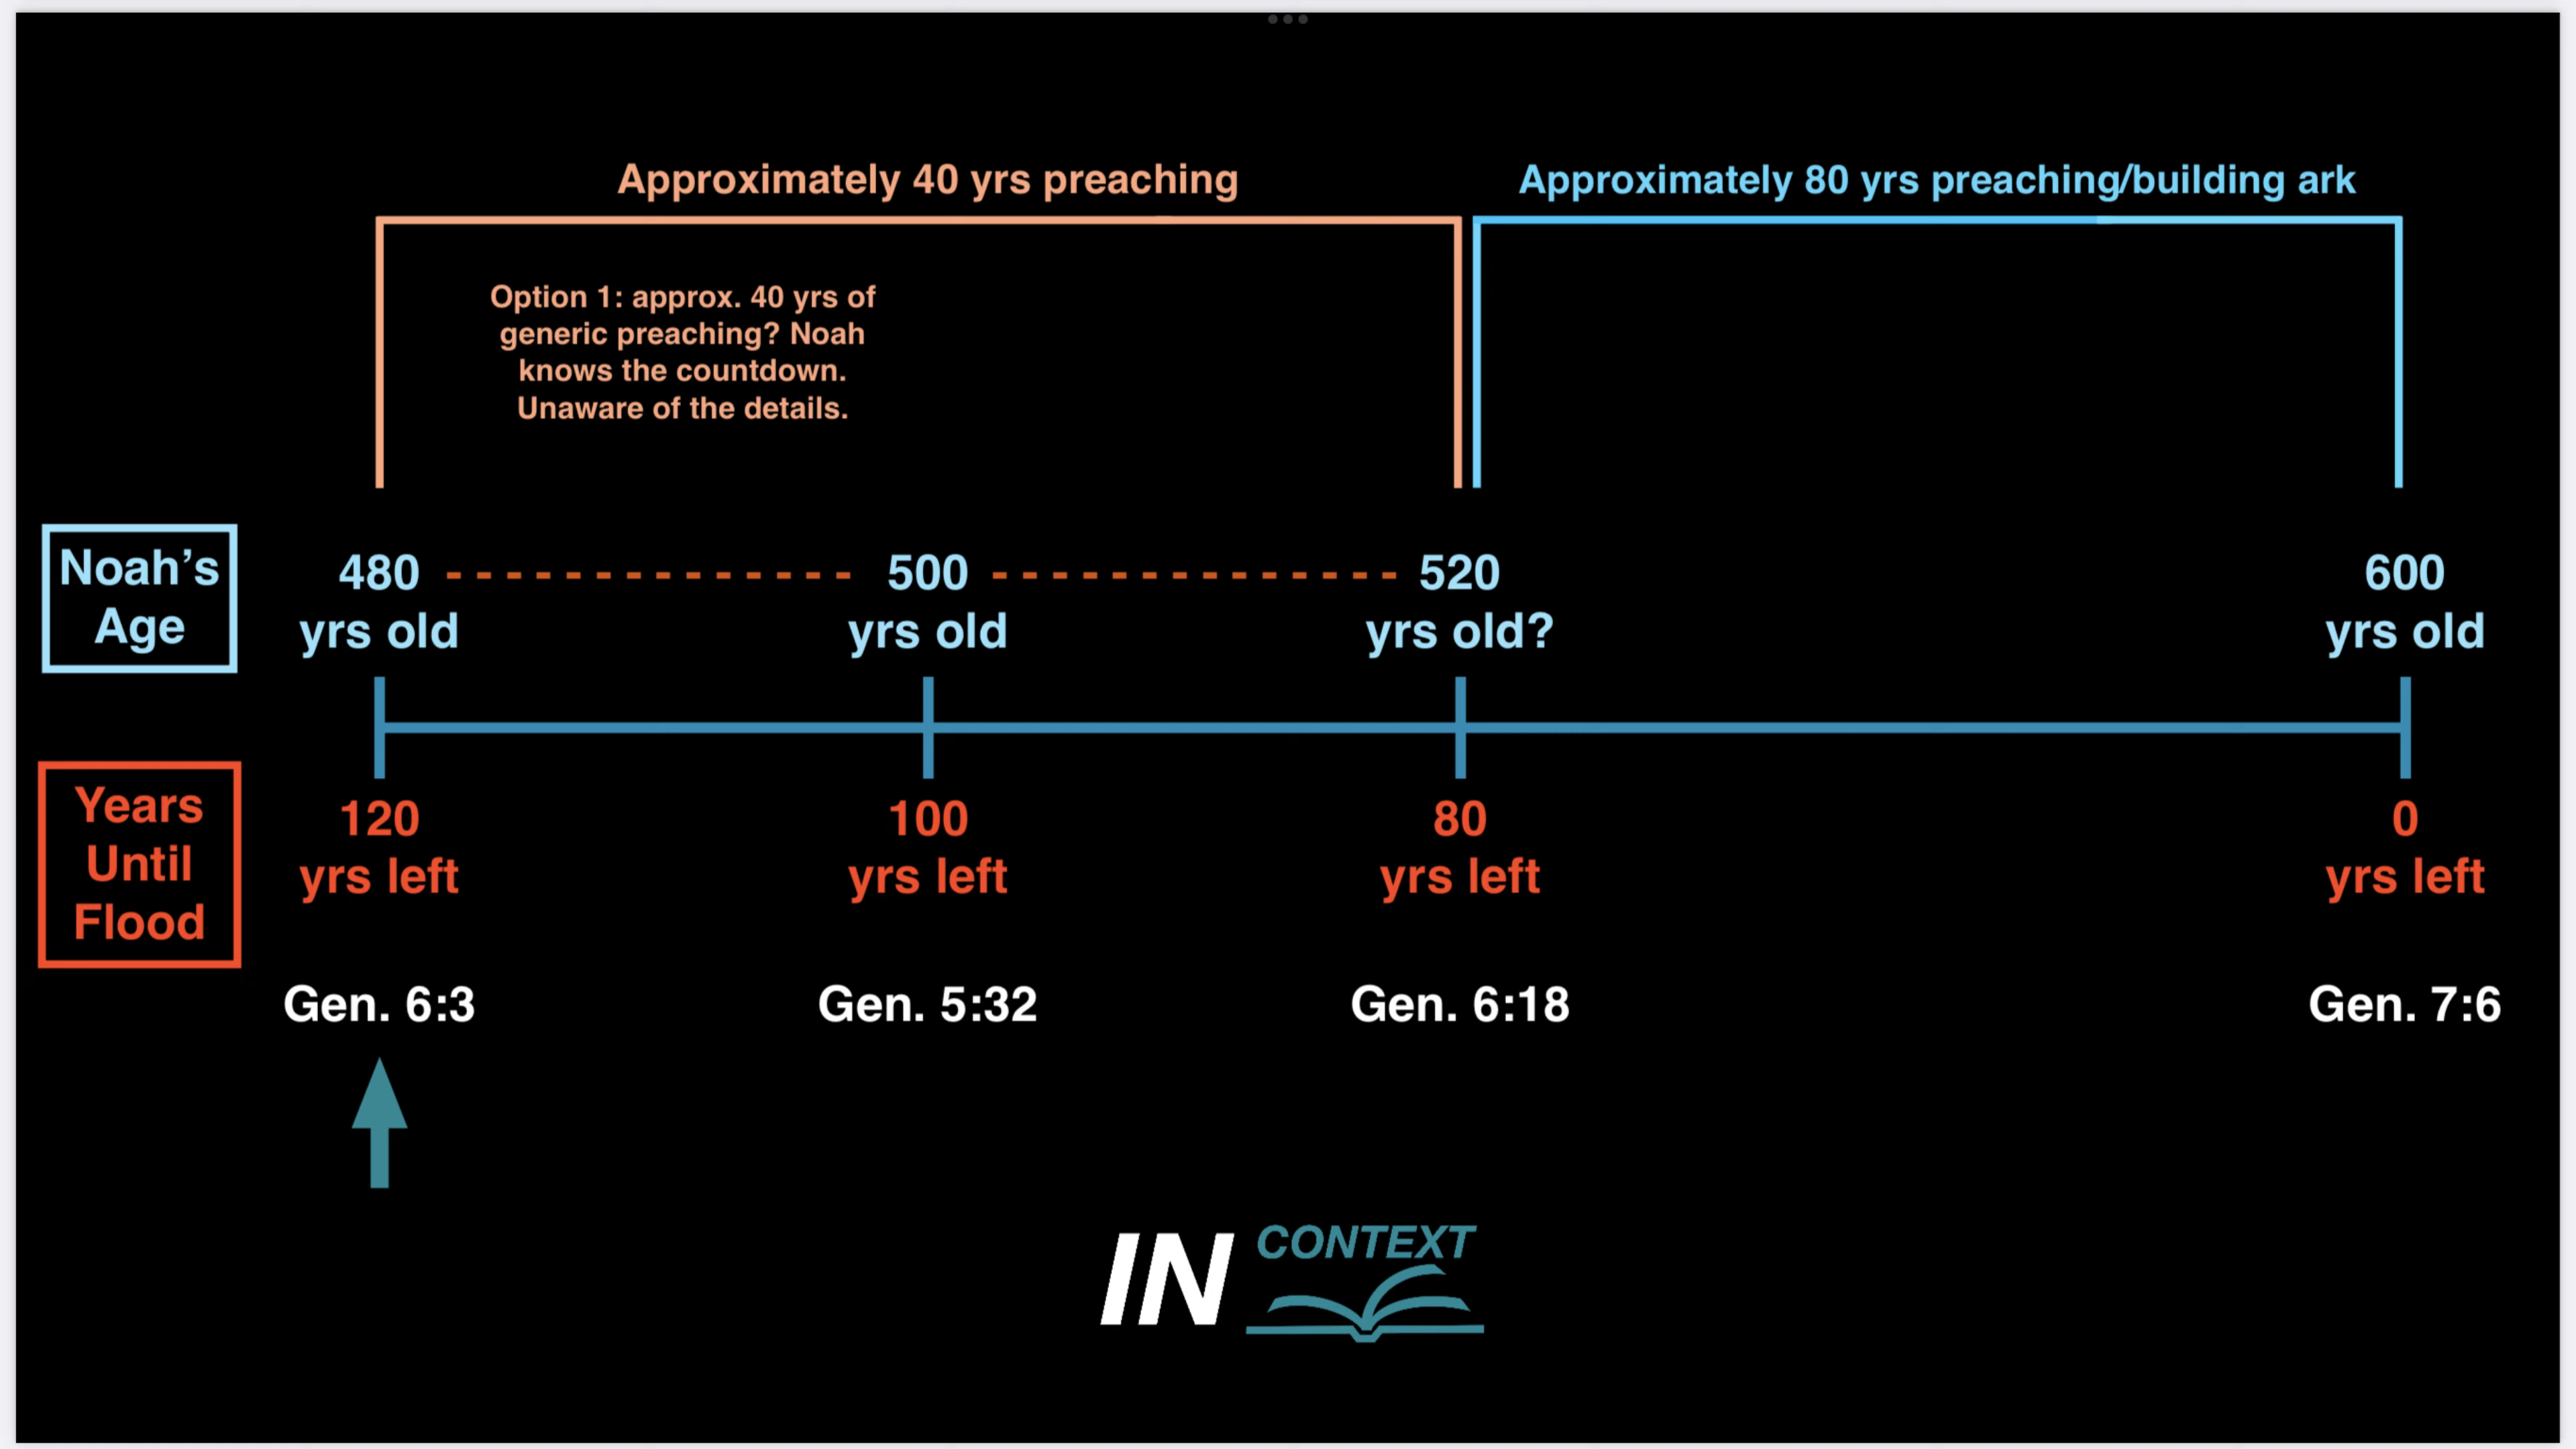 Approximately 40 yrs preaching
Approximately 80 yrs preaching/building ark
Option 1: approx. 40 yrs of
generic preaching? Noah
knows the countdown.
Unaware of the details.
Noah’s
Age
480
yrs old
500
yrs old
520
yrs old?
600
yrs old
Years
Until
Flood
120
yrs left
100
yrs left
80
yrs left
0
yrs left
Gen. 6:3
Gen. 5:32
Gen. 6:18
Gen. 7:6
IN CONTEXT